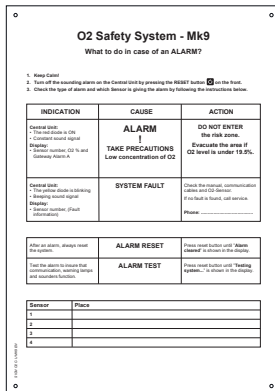 O2 Safety System - Mk9
What to do in case of an ALARM?
1. Keep Calm!
2. Turn off the sounding alarm on the Central Unit by pressing the RESET button on the front.
3. Check the type of alarm and which Sensor is giving the alarm by following the instructions below.
INDICATION CAUSE ACTION
Central Unit:
• The red diode is ON
• Constant sound signal
Display:
• Sensor number, O2 % and
Gateway Alarm A
ALARM
!
TAKE PRECAUTIONS
Low concentration of O2
DO NOT ENTER
the risk zone.
Evacuate the area if
O2 level is under 19.5%.
Central Unit:
• The yellow diode is blinking
• Beeping sound signal
Display:
• Sensor number, (Fault
information)
SYSTEM FAULT
Check the manual, communication
cables and O2-Sensor.
If no fault is found, call service.
Phone: ...........................
After an alarm, always reset
the system.
ALARM RESET
Press reset button until "Alarm
cleared" is shown in the display.
Test the alarm to insure that
communication, warning lamps
and sounders function.
ALARM TEST
Press reset button until "Testing
system..." is shown in the display.
Sensor Place
1
2
3
4